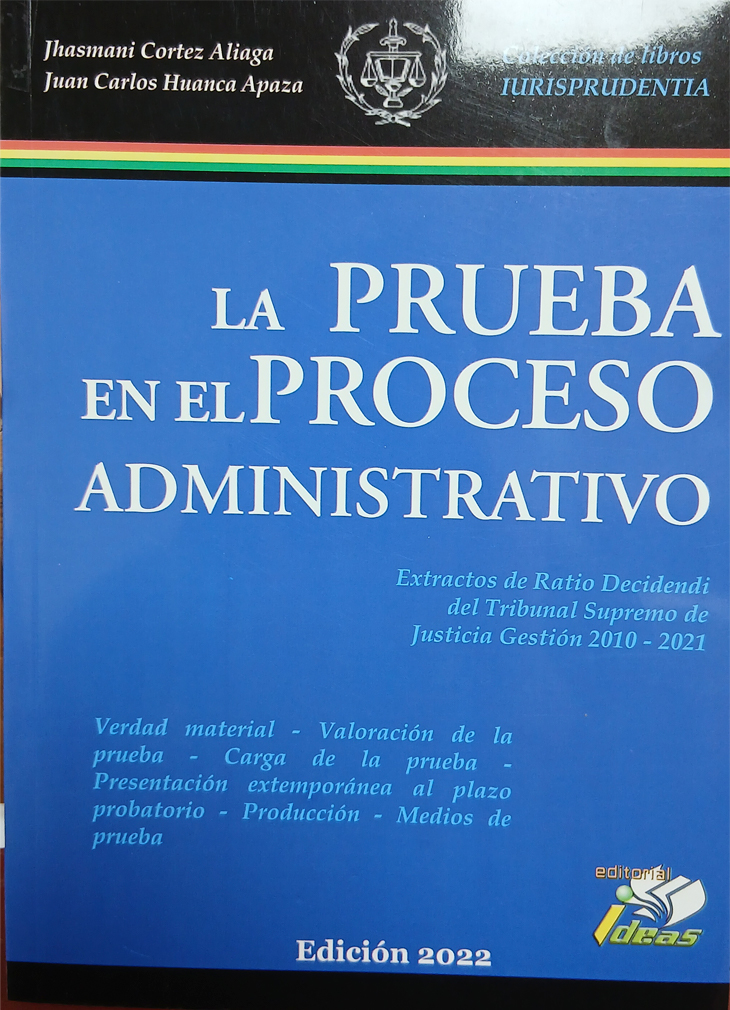 Jhasmani Cortez Aliaga
Juan Carlos Huanca Apaza
Colección de libros
IURISPRUDENTIA
LA PRUEBA
EN EL PROCESO
ADMINISTRATIVO
Extractos de Ratio Decidendi
del Tribunal Supremo de
Justicia Gestión 2010 - 2021
Verdad material - Valoración de la
prueba - Carga de la prueba -
Presentación extemporánea al plazo
probatorio - Producción - Medios de
prueba
editorial
ideas
Edición 2022